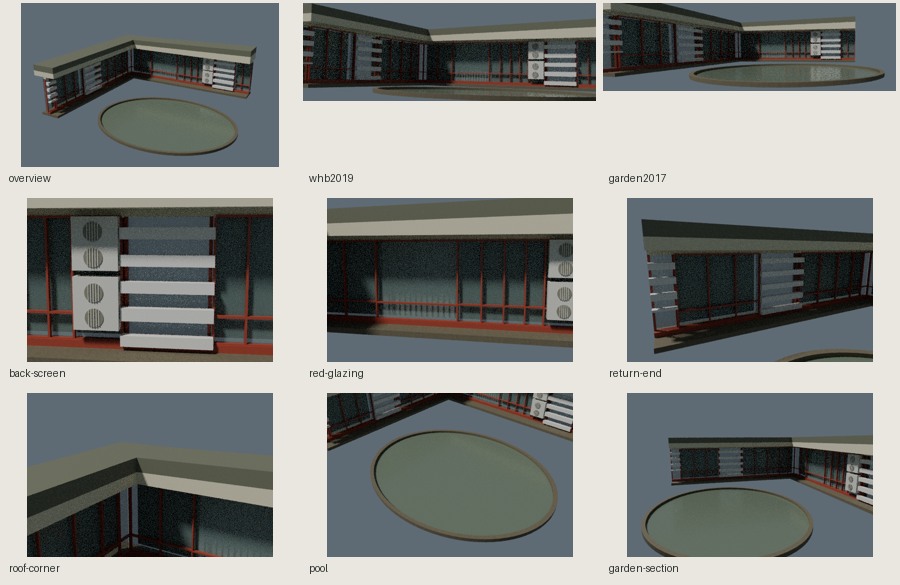 overview
whb2019
garden2017
back-screen
red-glazing
return-end
roof-corner
pool
garden-section